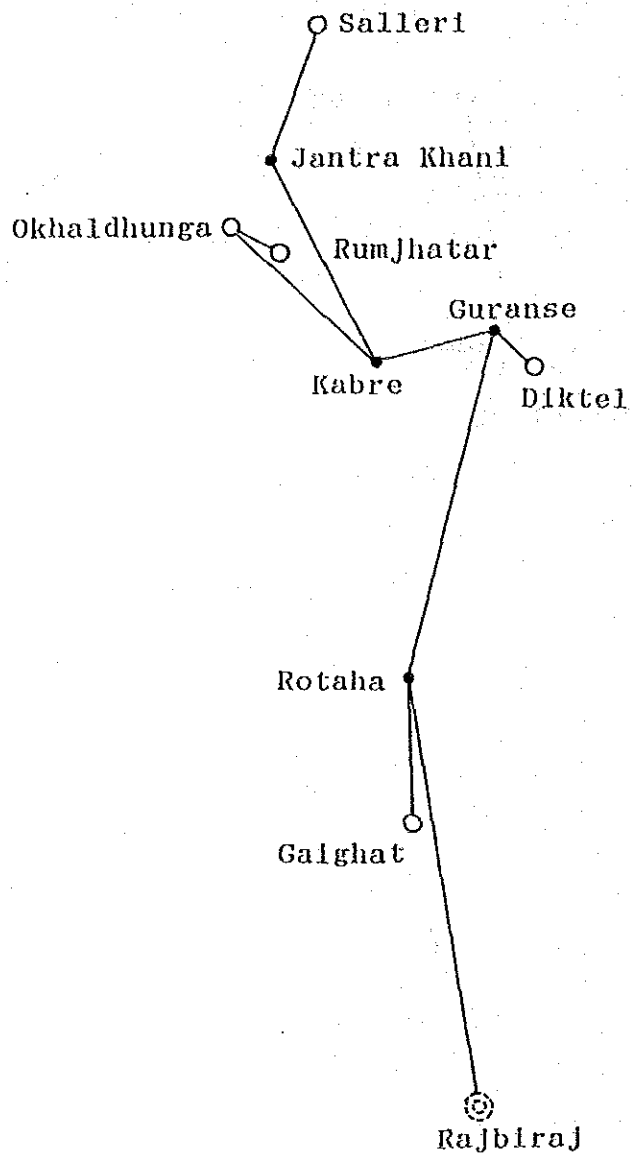 Salleri
Jantra Khani
Okhaldhunga
Rumjhatar
Guranse
Kabre
Diktel
Rotaha
Gaighat
Rajbiraj